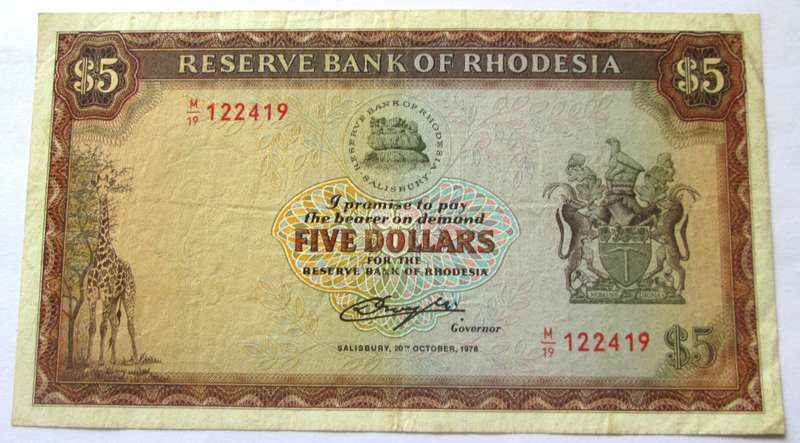 RESERVE BANK OF RHODESIA
$5
$5
M/19 122419
RESERVE BANK OF RHODESIA
SALISBURY
I promise to pay
the bearer on demand
FIVE DOLLARS
FOR THE
RESERVE BANK OF RHODESIA
Governor
SALISBURY, 20TH OCTOBER, 1978
M/19 122419
$5